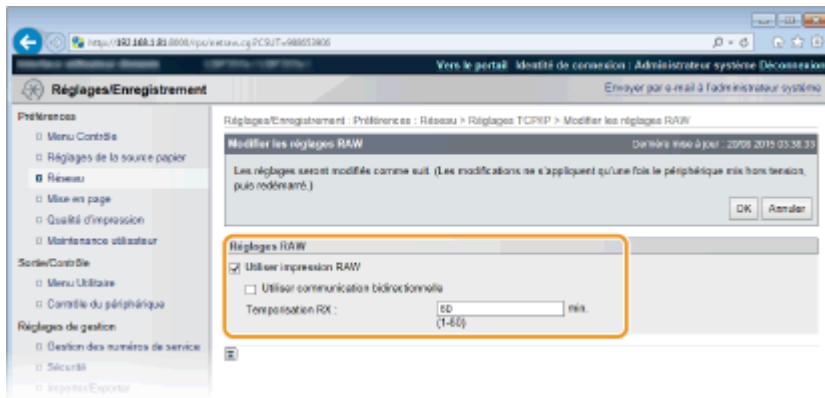 Vers le portail Identité de connexion : Administrateur système Déconnexion
Réglages/Enregistrement
Envoyer par e-mail à l'administrateur système
Préférences
Menu Contrôle
Réglages de la source papier
Réseau
Mise en page
Qualité d'impression
Maintenance utilisateur
Sortie/Contrôle
Menu Utilitaire
Contrôle du périphérique
Réglages de gestion
Gestion des numéros de service
Sécurité
Importer/Exporter
Réglages/Enregistrement : Préférences : Réseau > Réglages TCP/IP > Modifier les réglages RAW
Modifier les réglages RAW
Dernière mise à jour : 20/08 2015 03:38:33
Les réglages seront modifiés comme suit. (Les modifications ne s'appliquent qu'une fois le périphérique mis hors tension,
puis redémarré.)
OK Annuler
Réglages RAW
Utiliser impression RAW
Utiliser communication bidirectionnelle
Temporisation RX : 60 min.
(1-60)